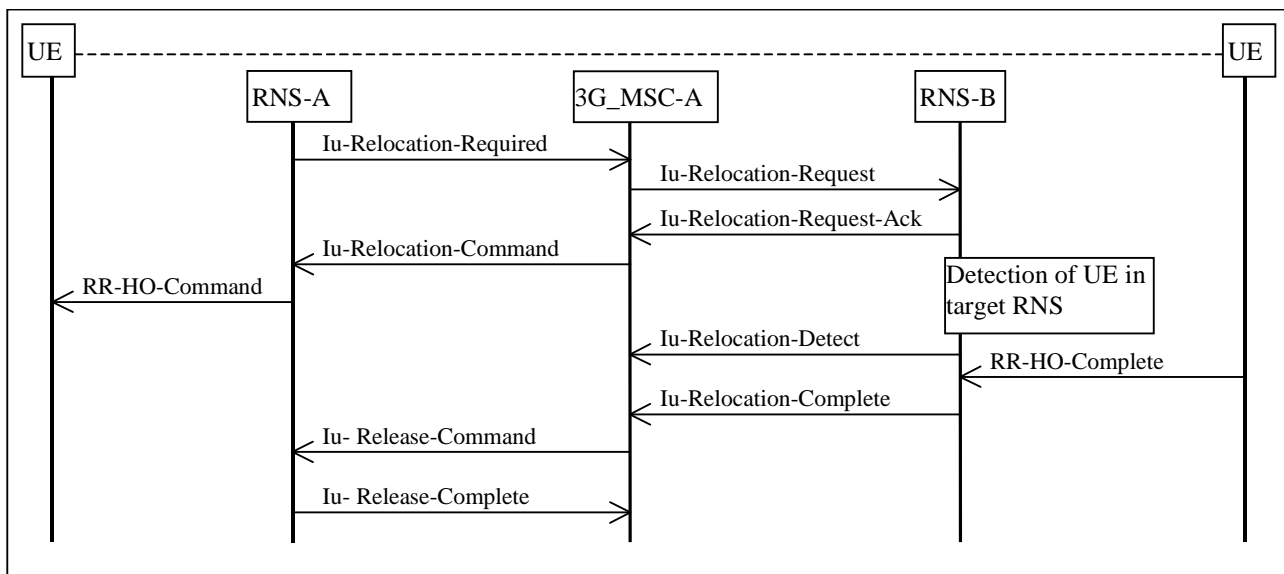 UE
UE
RNS-A
3G_MSC-A
RNS-B
Iu-Relocation-Required
Iu-Relocation-Request
Iu-Relocation-Request-Ack
Iu-Relocation-Command
Detection of UE in
target RNS
RR-HO-Command
Iu-Relocation-Detect
RR-HO-Complete
Iu-Relocation-Complete
Iu- Release-Command
Iu- Release-Complete